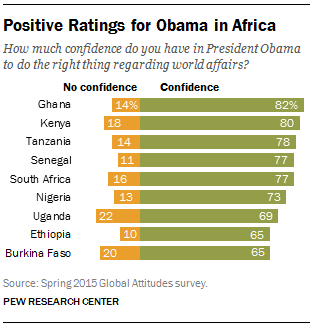 Positive Ratings for Obama in Africa
How much confidence do you have in President Obama
to do the right thing regarding world affairs?
No confidence Confidence
Ghana 14% 82%
Kenya 18 80
Tanzania 14 78
Senegal 11 77
South Africa 16 77
Nigeria 13 73
Uganda 22 69
Ethiopia 10 65
Burkina Faso 20 65
Source: Spring 2015 Global Attitudes survey.
PEW RESEARCH CENTER